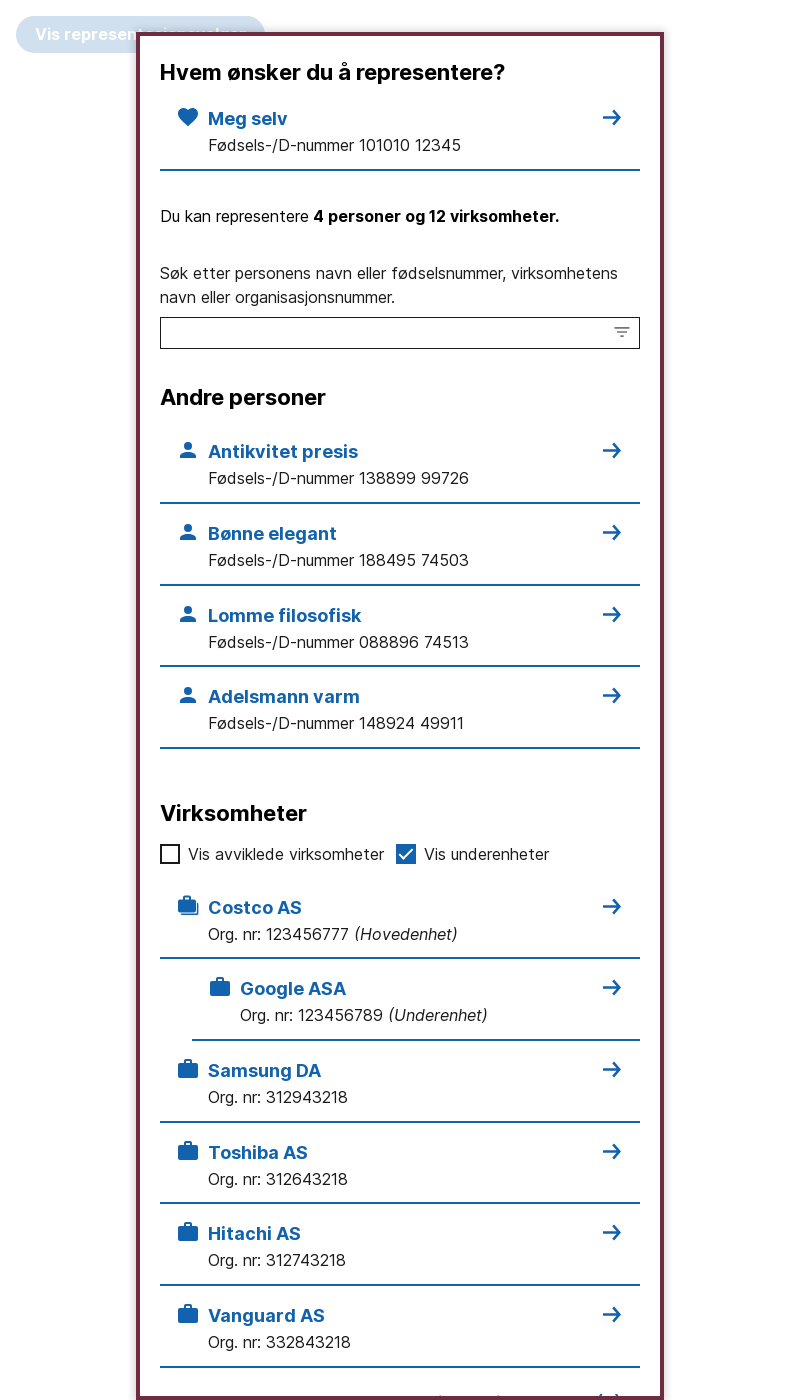 Vis represen
Hvem ønsker du å representere?
Meg selv
Fødsels-/D-nummer 101010 12345
Du kan representere 4 personer og 12 virksomheter.
Søk etter personens navn eller fødselsnummer, virksomhetens
navn eller organisasjonsnummer.
Andre personer
Antikvitet presis
Fødsels-/D-nummer 138899 99726
Bønne elegant
Fødsels-/D-nummer 188495 74503
Lomme filosofisk
Fødsels-/D-nummer 088896 74513
Adelsmann varm
Fødsels-/D-nummer 148924 49911
Virksomheter
Vis avviklede virksomheter Vis underenheter
Costco AS
Org. nr: 123456777 (Hovedenhet)
Google ASA
Org. nr: 123456789 (Underenhet)
Samsung DA
Org. nr: 312943218
Toshiba AS
Org. nr: 312643218
Hitachi AS
Org. nr: 312743218
Vanguard AS
Org. nr: 332843218